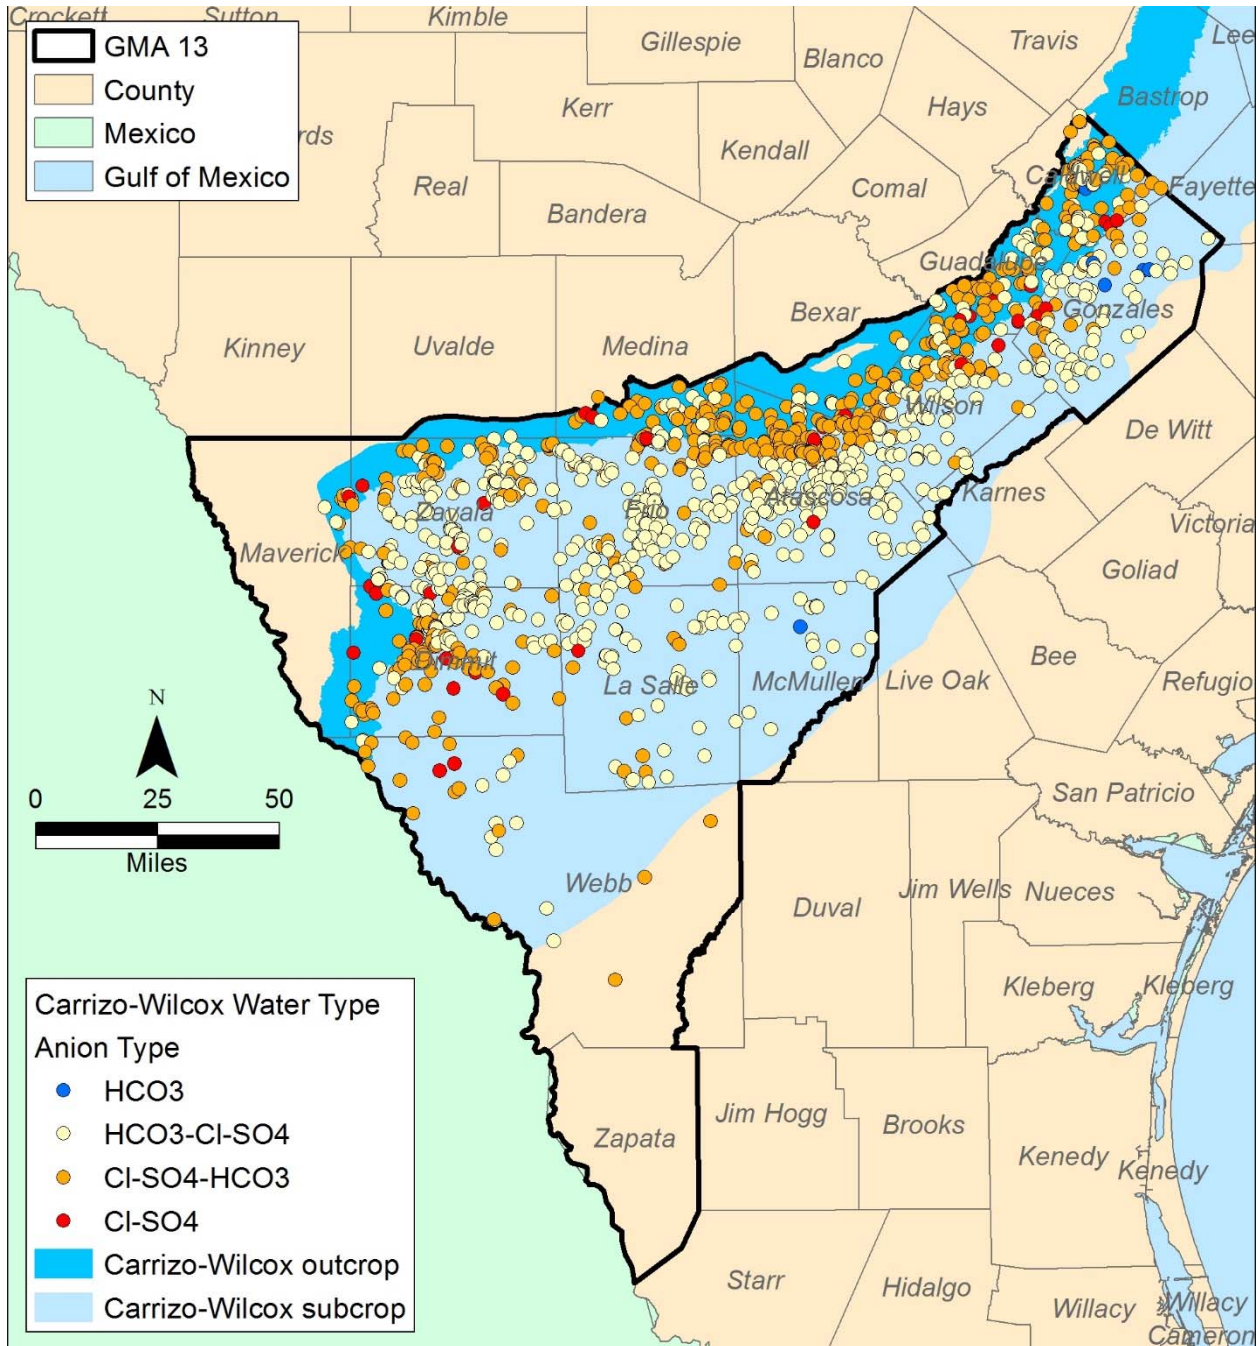 Crockett
Sutton
Kimble
Gillespie
Blanco
Travis
Lee
GMA 13
County
Mexico
Gulf of Mexico
rds
Kerr
Kendall
Hays
Bastrop
Real
Bandera
Comal
Caldwell
Fayette
Guadalupe
Kinney
Uvalde
Medina
Bexar
Gonzales
Wilson
De Witt
Maverick
Zavala
Frio
Atascosa
Karnes
Victoria
Goliad
Dimmit
La Salle
McMullen
Live Oak
Bee
Refugio
N
0 25 50
Miles
San Patricio
Webb
Duval
Jim Wells
Nueces
Kleberg
Kleberg
Zapata
Jim Hogg
Brooks
Kenedy
Kenedy
Starr
Hidalgo
Willacy
Willacy
Cameron
Carrizo-Wilcox Water Type
Anion Type
HCO3
HCO3-Cl-SO4
Cl-SO4-HCO3
Cl-SO4
Carrizo-Wilcox outcrop
Carrizo-Wilcox subcrop